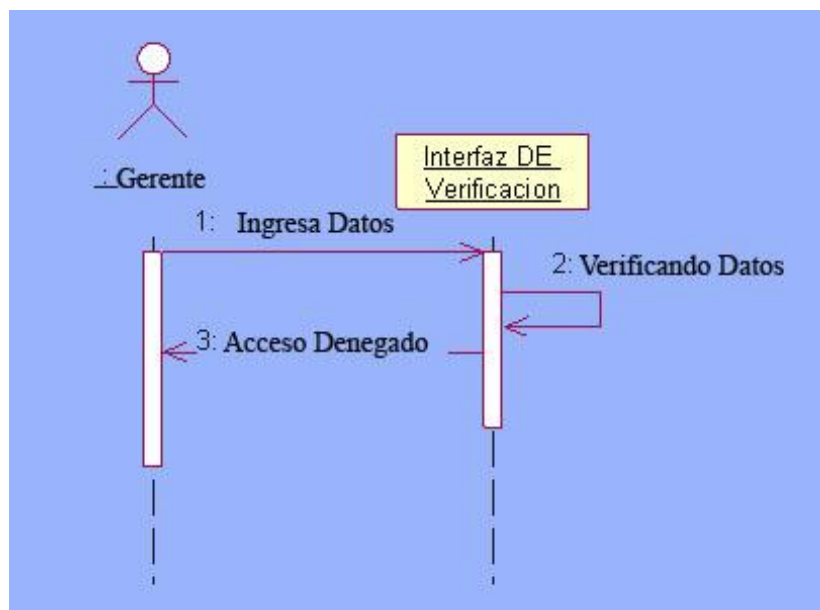 : Gerente
Interfaz DE
Verificacion
1: Ingresa Datos
2: Verificando Datos
3: Acceso Denegado